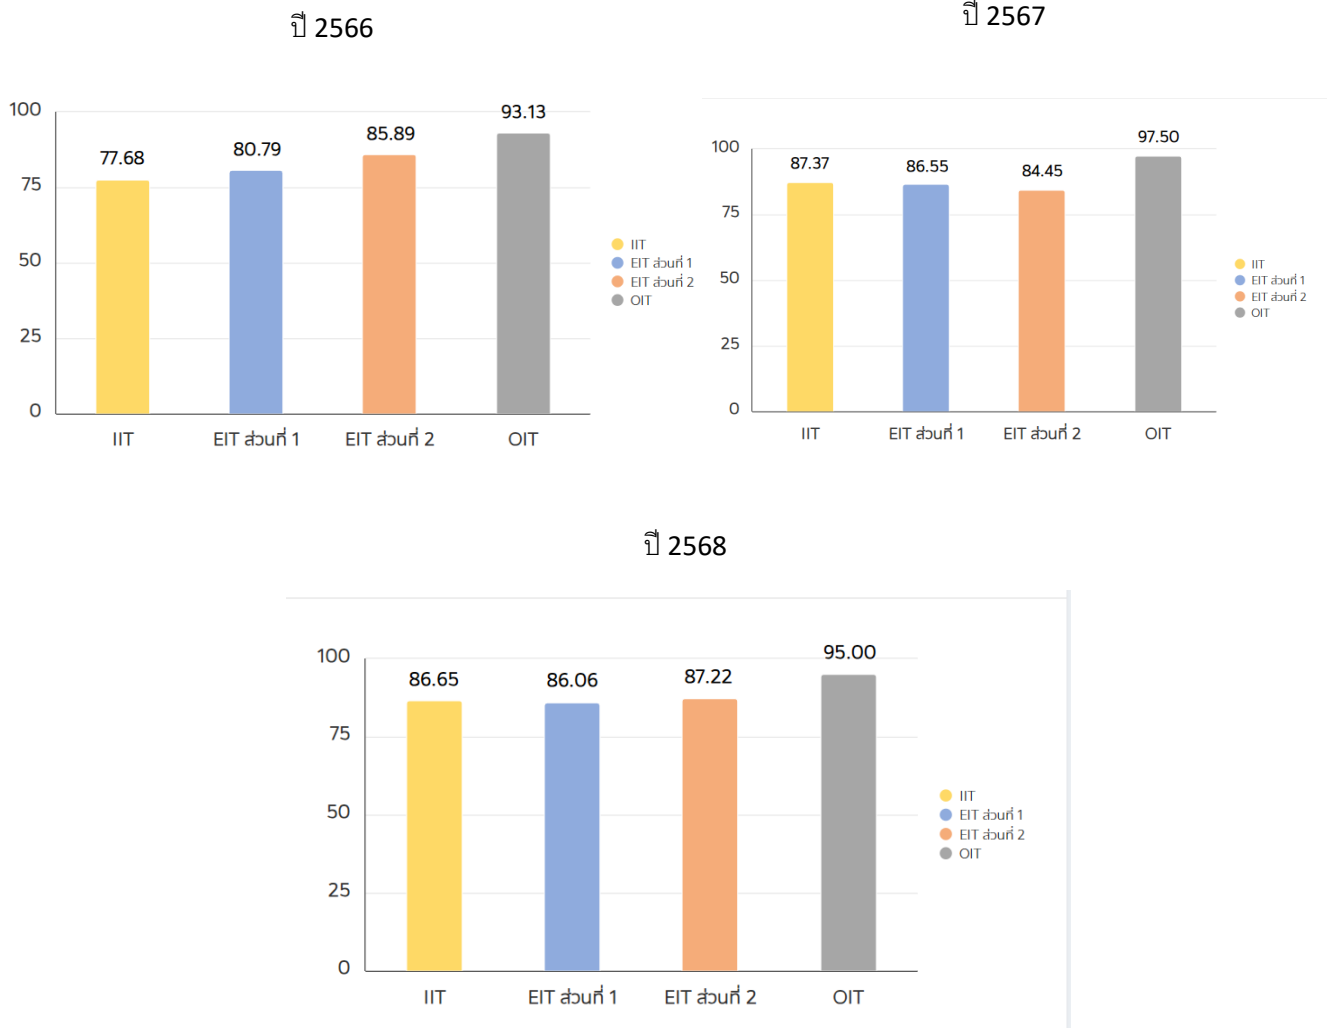 ปี 2566
100
75
50
25
0
77.68
80.79
85.89
93.13
IIT
EIT ส่วนที่ 1
EIT ส่วนที่ 2
OIT
IIT
EIT ส่วนที่ 1
EIT ส่วนที่ 2
OIT
ปี 2567
100
75
50
25
0
87.37
86.55
84.45
97.50
IIT
EIT ส่วนที่ 1
EIT ส่วนที่ 2
OIT
IIT
EIT ส่วนที่ 1
EIT ส่วนที่ 2
OIT
ปี 2568
100
75
50
25
0
86.65
86.06
87.22
95.00
IIT
EIT ส่วนที่ 1
EIT ส่วนที่ 2
OIT
IIT
EIT ส่วนที่ 1
EIT ส่วนที่ 2
OIT